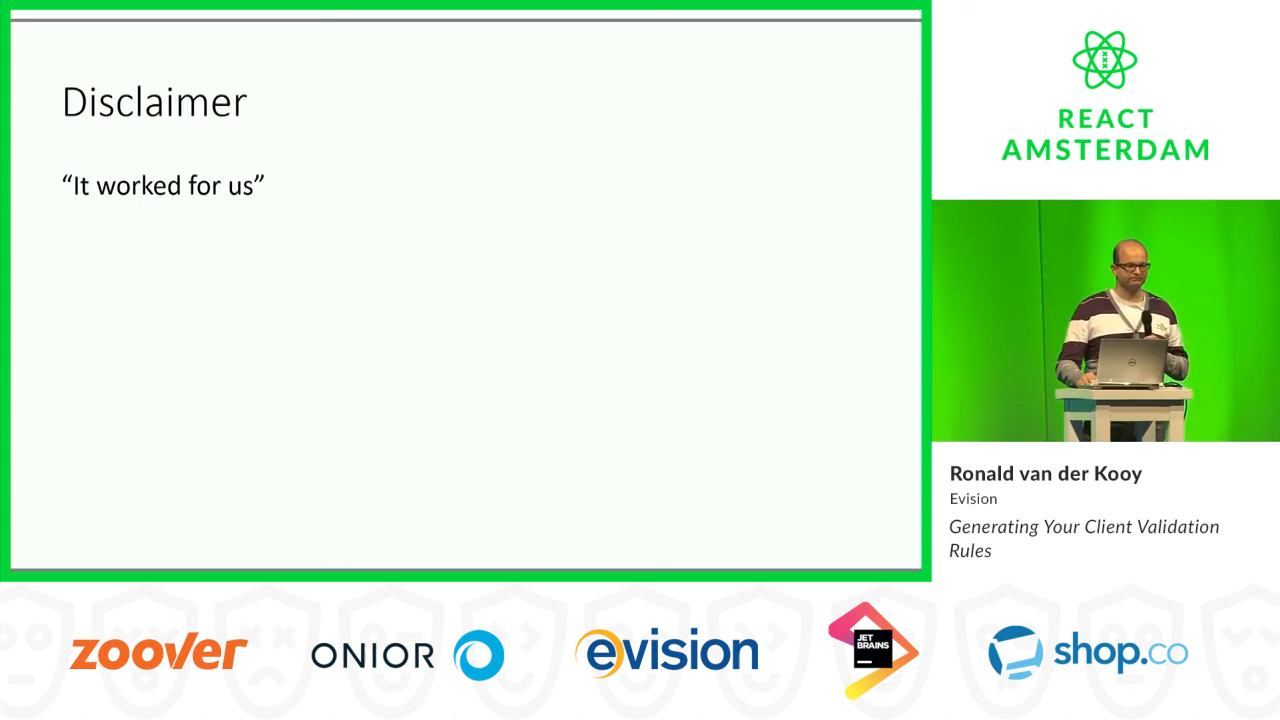 Disclaimer
“It worked for us”
REACT
AMSTERDAM
Ronald van der Kooy
Evision
Generating Your Client Validation
Rules
zoover
ONIOR
evision
JET
BRAINS
shop.co